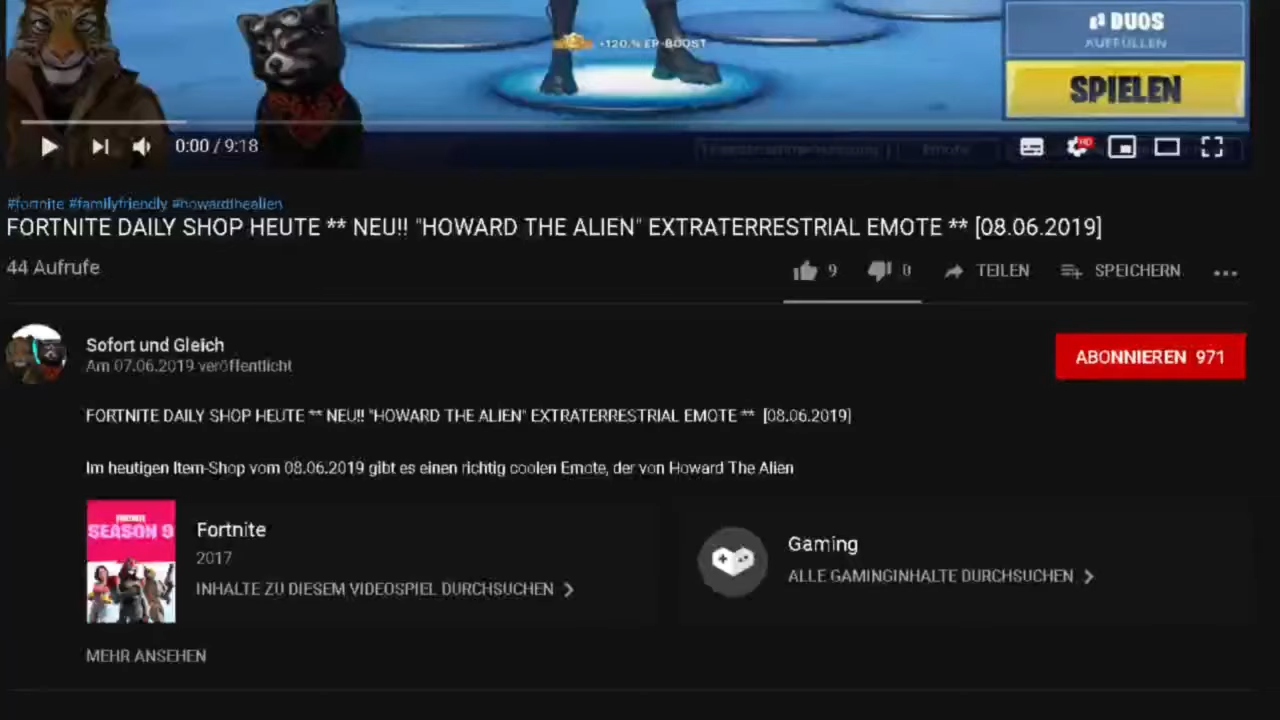 DUOS
AUFFÜLLEN
+120.% EP-BOOST
SPIELEN
0:00 / 9:18
HD
Emote
#fortnite #familyfriendly #howardthealien
FORTNITE DAILY SHOP HEUTE ** NEU!! "HOWARD THE ALIEN" EXTRATERRESTRIAL EMOTE ** [08.06.2019]
44 Aufrufe
9
0
TEILEN
SPEICHERN
Sofort und Gleich
Am 07.06.2019 veröffentlicht
ABONNIEREN 971
FORTNITE DAILY SHOP HEUTE ** NEU!! "HOWARD THE ALIEN" EXTRATERRESTRIAL EMOTE ** [08.06.2019]
Im heutigen Item-Shop vom 08.06.2019 gibt es einen richtig coolen Emote, der von Howard The Alien
FORTNITE
SEASON 9
Fortnite
2017
INHALTE ZU DIESEM VIDEOSPIEL DURCHSUCHEN
Gaming
ALLE GAMINGINHALTE DURCHSUCHEN
MEHR ANSEHEN